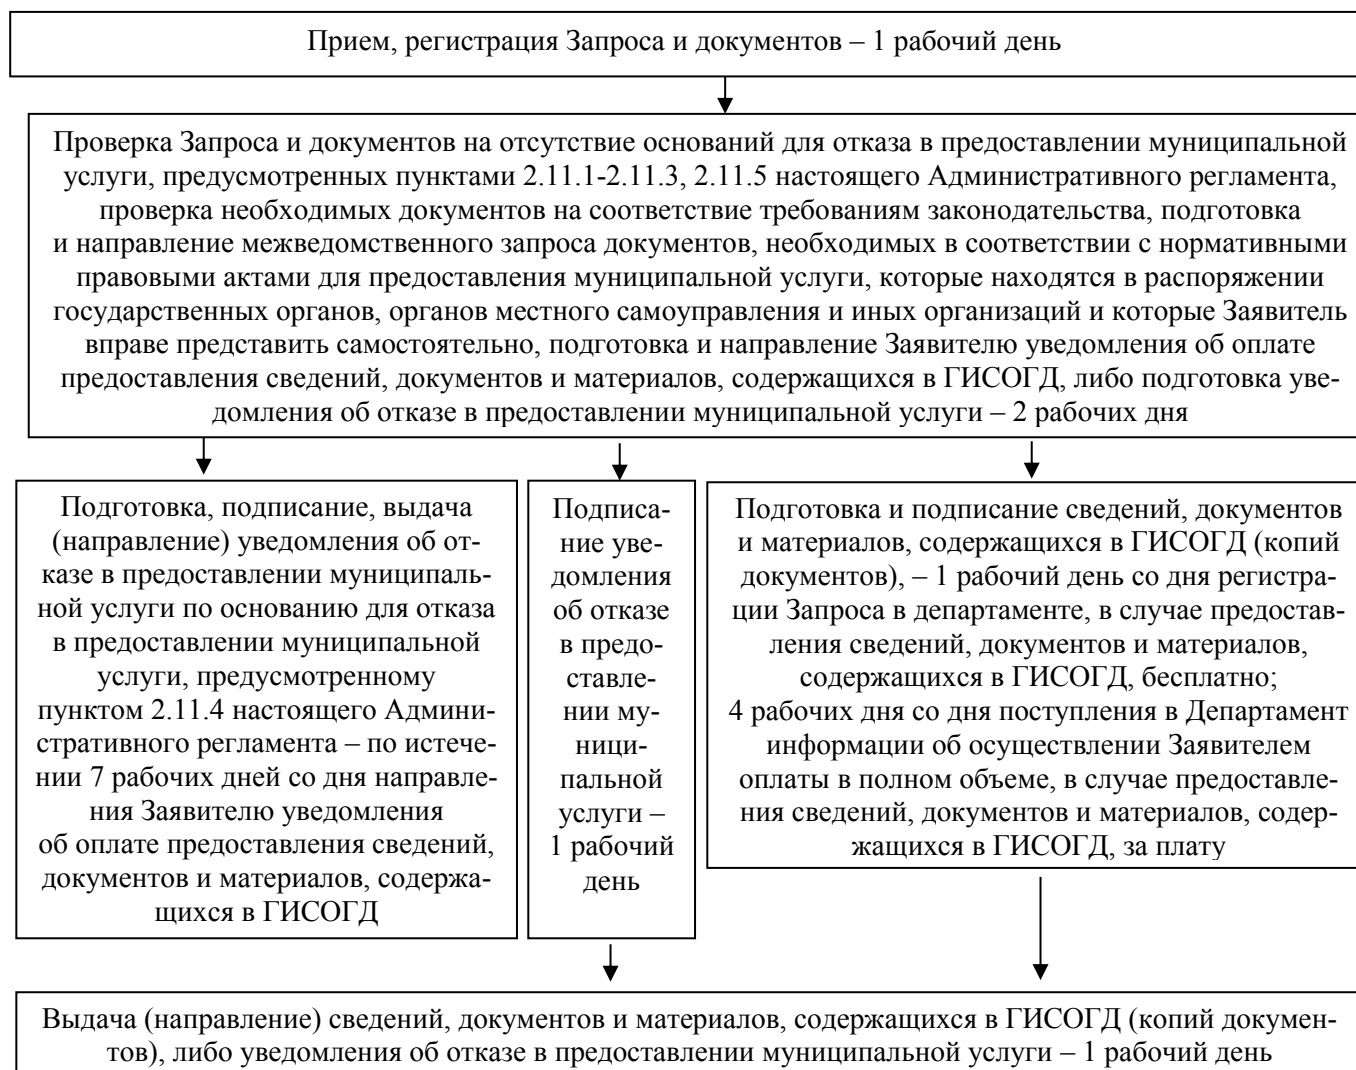 Прием, регистрация Запроса и документов – 1 рабочий день
Проверка Запроса и документов на отсутствие оснований для отказа в предоставлении муниципальной
услуги, предусмотренных пунктами 2.11.1-2.11.3, 2.11.5 настоящего Административного регламента,
проверка необходимых документов на соответствие требованиям законодательства, подготовка
и направление межведомственного запроса документов, необходимых в соответствии с нормативными
правовыми актами для предоставления муниципальной услуги, которые находятся в распоряжении
государственных органов, органов местного самоуправления и иных организаций и которые Заявитель
вправе представить самостоятельно, подготовка и направление Заявителю уведомления об оплате
предоставления сведений, документов и материалов, содержащихся в ГИСОГД, либо подготовка уве-
домления об отказе в предоставлении муниципальной услуги – 2 рабочих дня
Подготовка, подписание, выдача
(направление) уведомления об от-
казе в предоставлении муниципаль-
ной услуги по основанию для отказа
в предоставлении муниципальной
услуги, предусмотренному
пунктом 2.11.4 настоящего Админи-
стративного регламента – по истече-
нии 7 рабочих дней со дня направле-
ния Заявителю уведомления
об оплате предоставления сведений,
документов и материалов, содержа-
щихся в ГИСОГД
Подписа-
ние уве-
домления
об отказе
в предо-
ставле-
нии му-
ници-
пальной
услуги –
1 рабочий
день
Подготовка и подписание сведений, документов
и материалов, содержащихся в ГИСОГД (копий
документов), – 1 рабочий день со дня регистра-
ции Запроса в департаменте, в случае предостав-
ления сведений, документов и материалов,
содержащихся в ГИСОГД, бесплатно;
4 рабочих дня со дня поступления в Департамент
информации об осуществлении Заявителем
оплаты в полном объеме, в случае предоставле-
ния сведений, документов и материалов, содер-
жащихся в ГИСОГД, за плату
Выдача (направление) сведений, документов и материалов, содержащихся в ГИСОГД (копий докумен-
тов), либо уведомления об отказе в предоставлении муниципальной услуги – 1 рабочий день